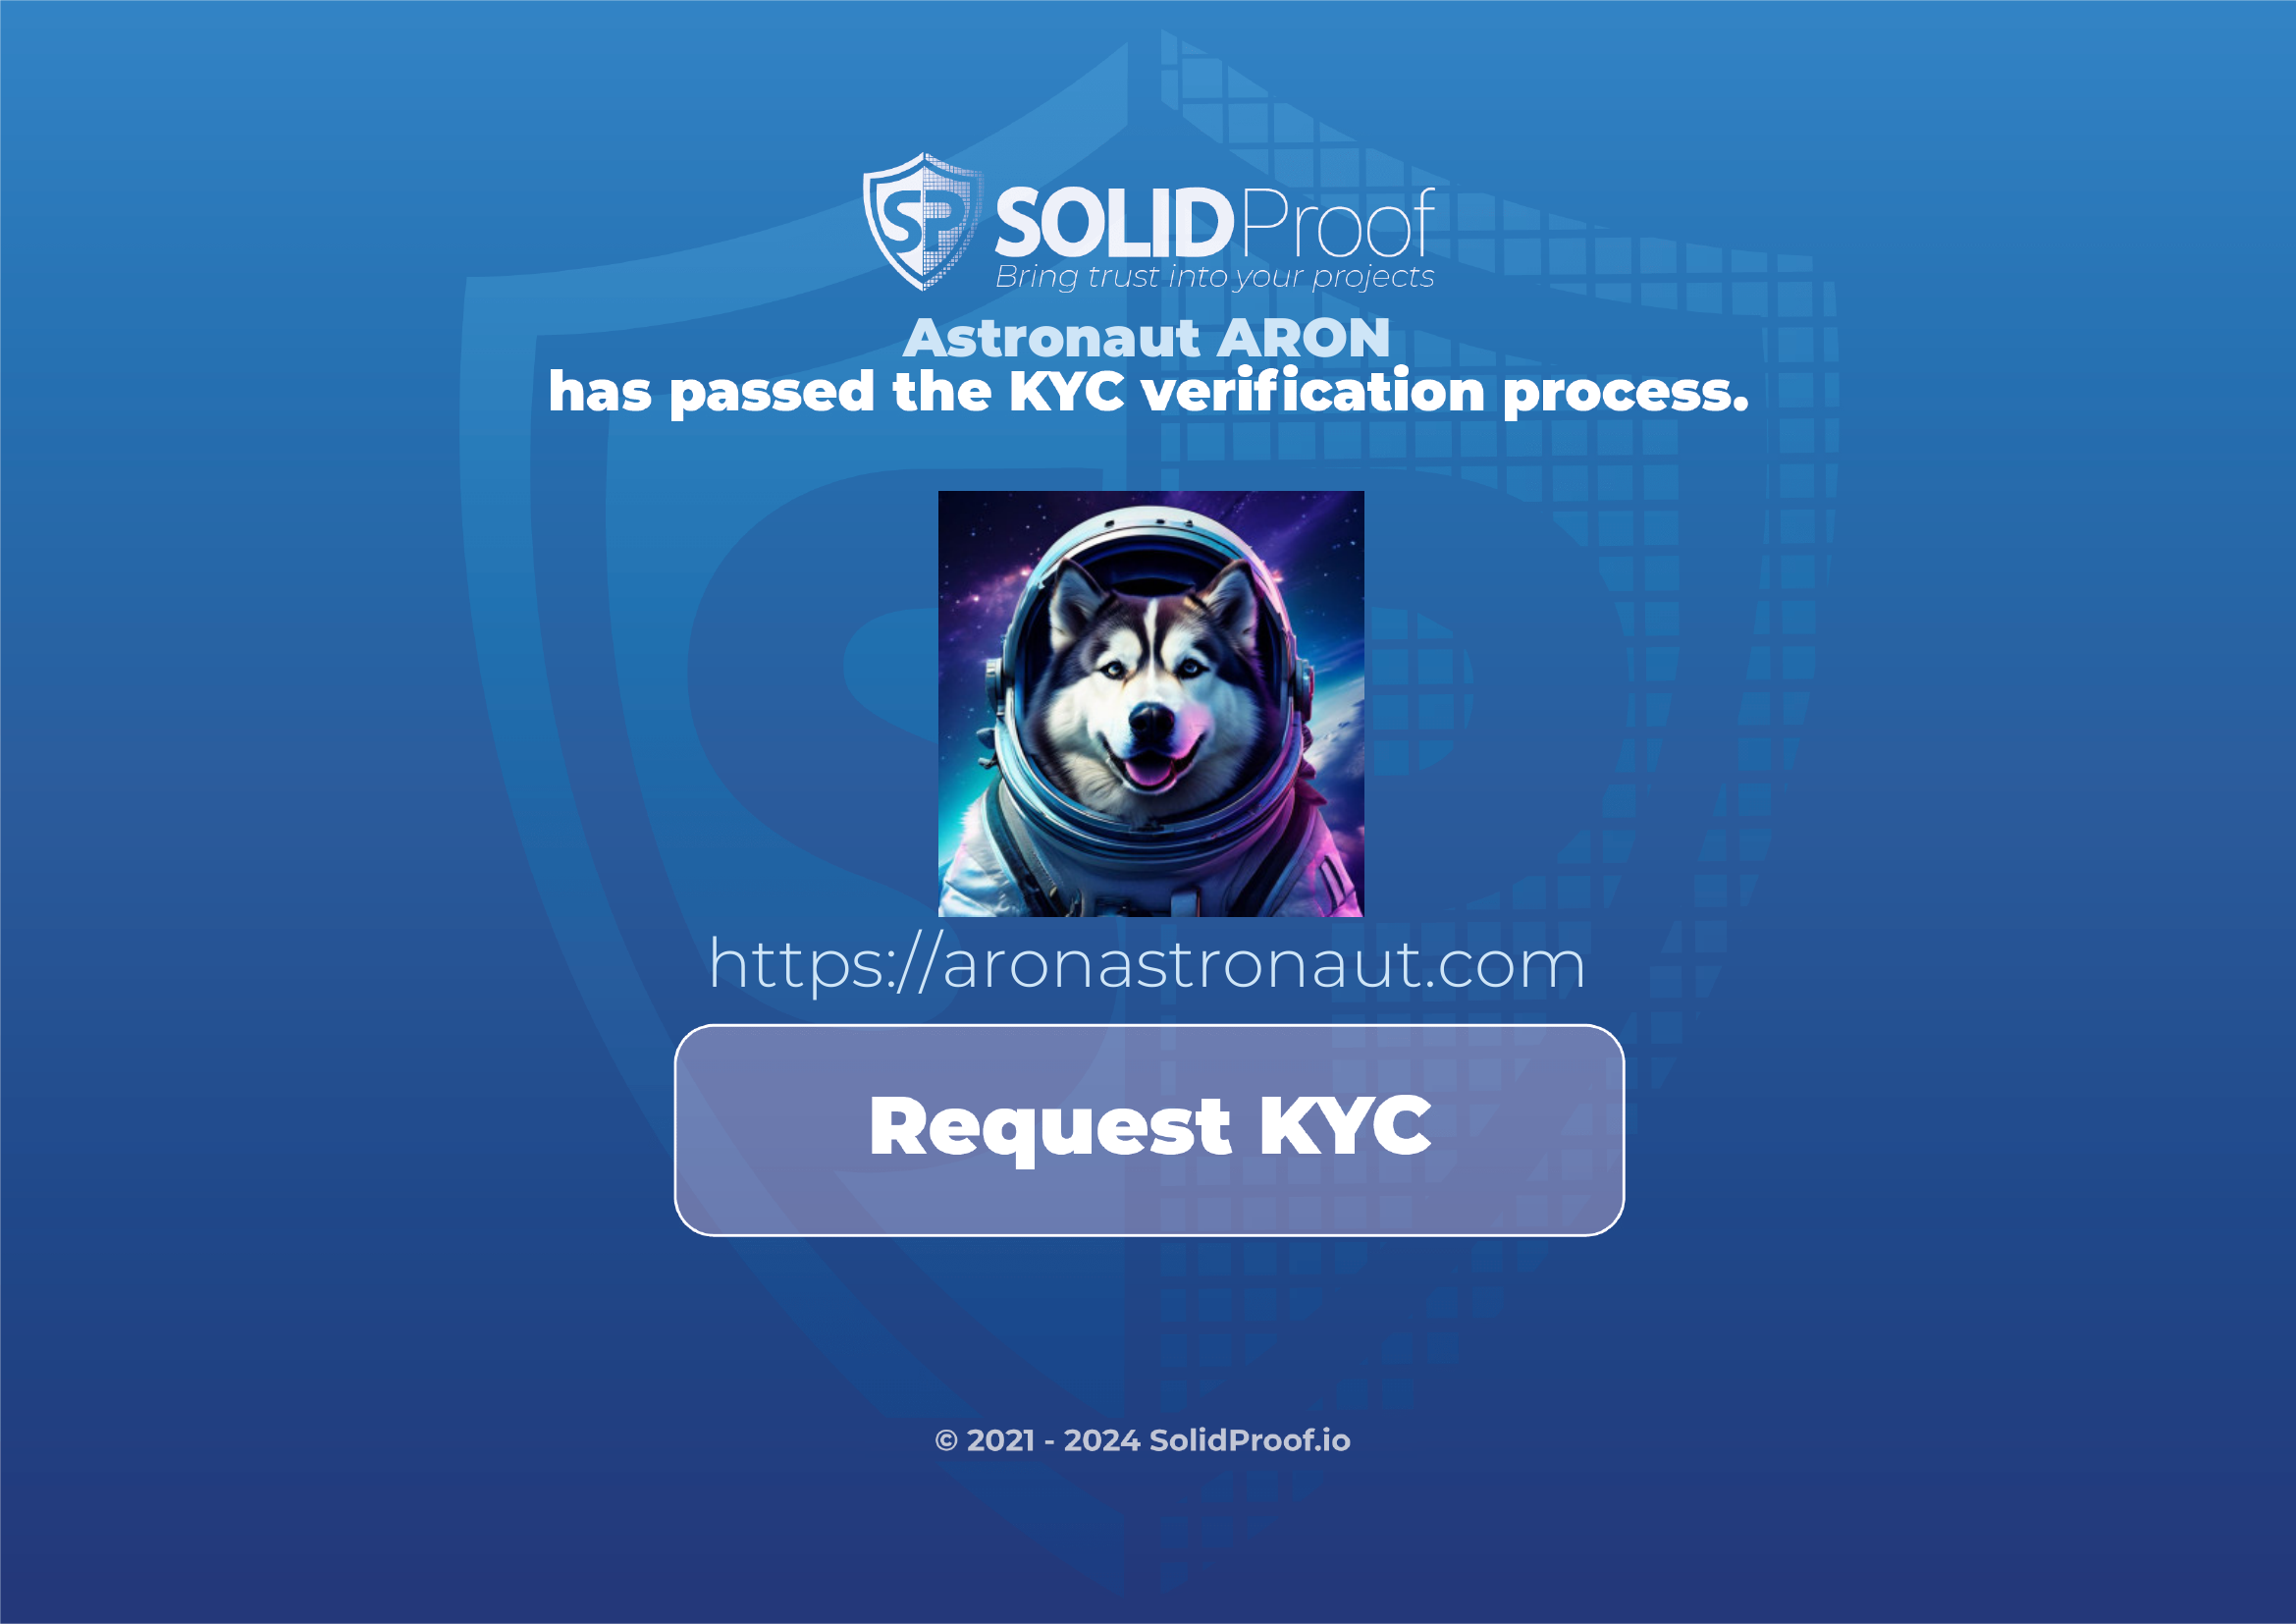 SP SOLIDProof
Bring trust into your projects
Astronaut ARON
has passed the KYC verification process.
https://aronastronaut.com
Request KYC
© 2021 - 2024 SolidProof.io